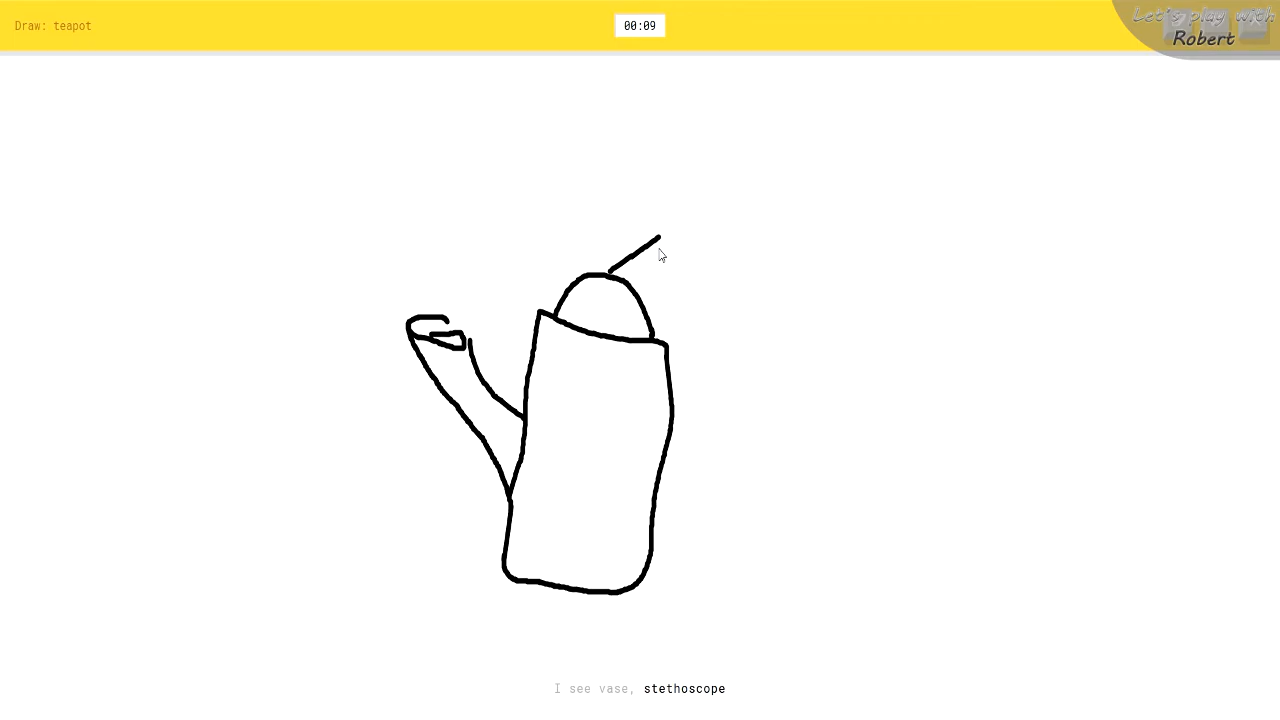 Draw: teapot
00:09
Let's play with
Robert
I see vase, stethoscope